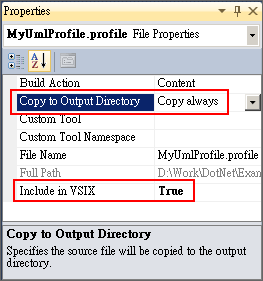 Properties
MyUmlProfile.profile File Properties
Build Action Content
Copy to Output Directory Copy always
Custom Tool
Custom Tool Namespace
File Name MyUmlProfile.profile
Full Path D:\Work\DotNet\Exam
Include in VSIX True
Copy to Output Directory
Specifies the source file will be copied to the output
directory.